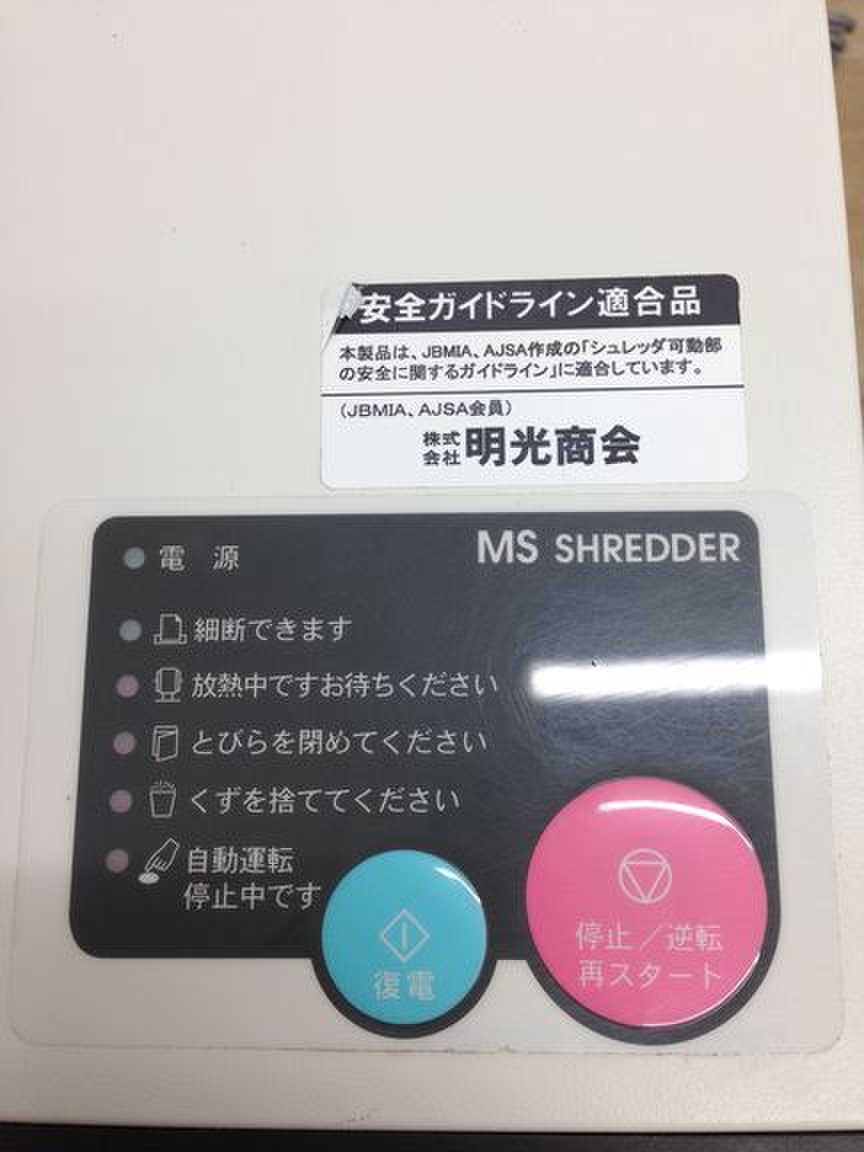 安全ガイドライン適合品
本製品は、JBMIA、AJSA作成の「シュレッダ可動部
の安全に関するガイドライン」に適合しています。
(JBMIA、AJSA会員)
株式会社 明光商会
電 源
MS SHREDDER
細断できます
放熱中ですお待ちください
とびらを閉めてください
くずを捨ててください
自動運転
停止中です
復電
停止／逆転
再スタート